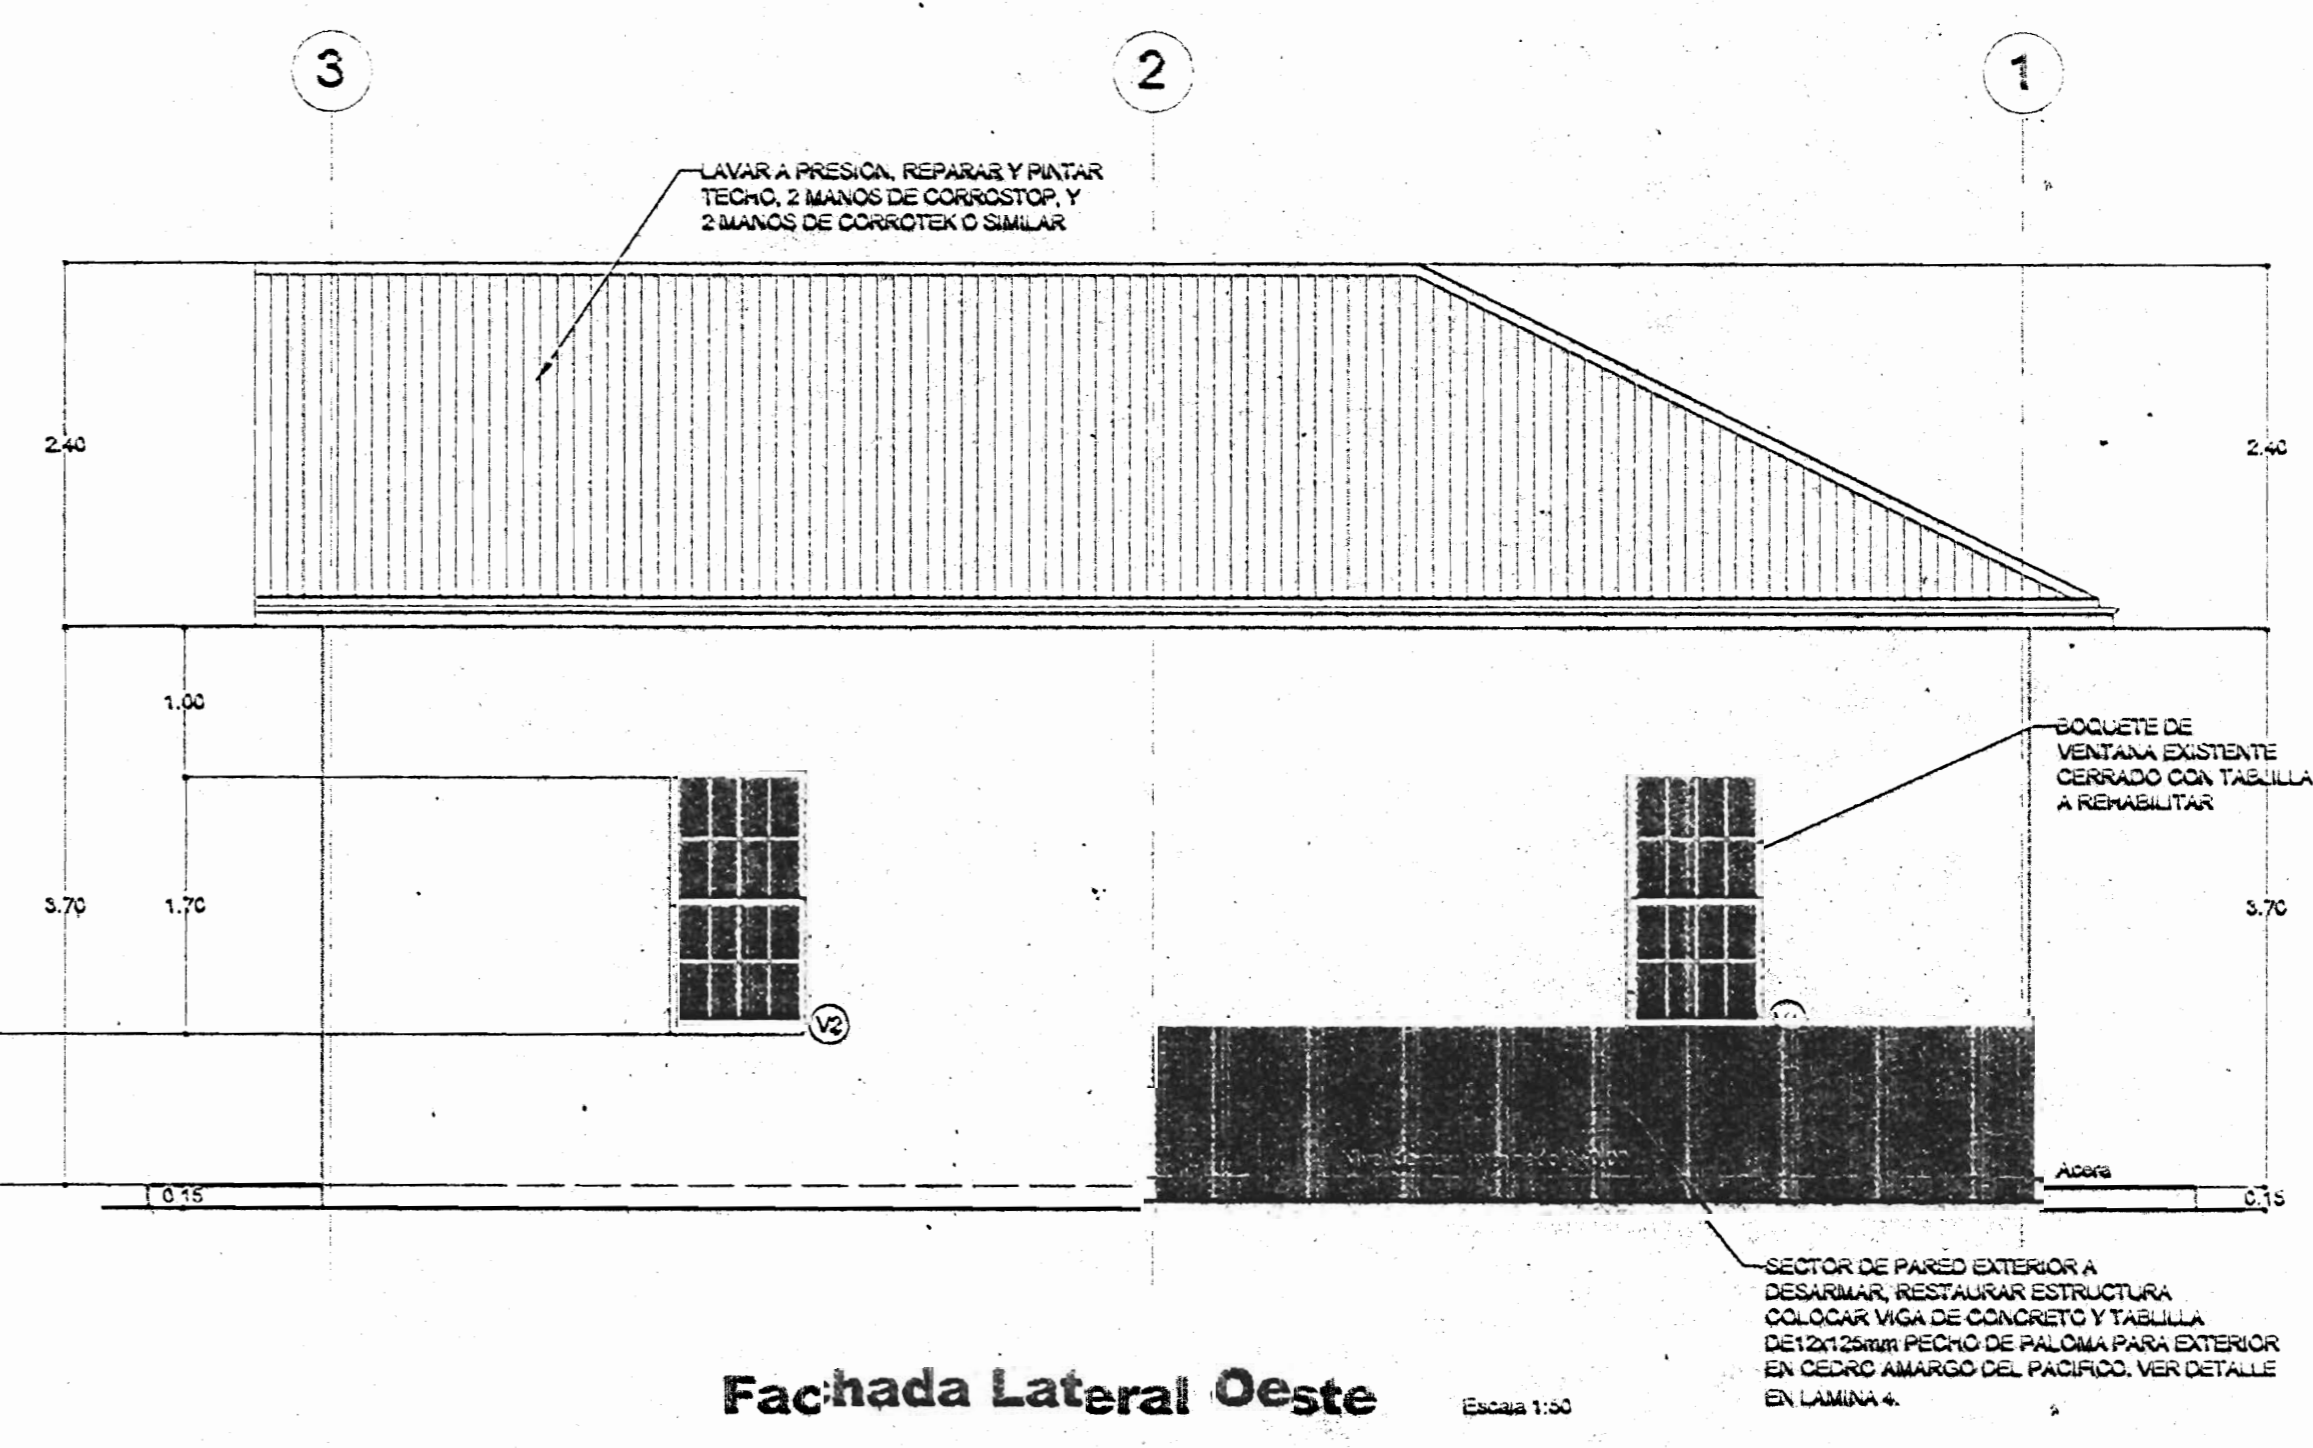 3
2
1
LAVAR A PRESION, REPARAR Y PINTAR
TECHO, 2 MANOS DE CORROSTOP, Y
2 MANOS DE CORROTEK O SIMILAR
2.40
2.40
1.00
BOQUETE DE
VENTANA EXISTENTE
CERRADO CON TABLILLA
A REHABILITAR
3.70
1.70
3.70
V2
Acera
0.15
0.15
SECTOR DE PARED EXTERIOR A
DESARMAR, RESTAURAR ESTRUCTURA
COLOCAR VIGA DE CONCRETO Y TABLILLA
DE12x125mm PECHO DE PALOMA PARA EXTERIOR
EN CEDRO AMARGO DEL PACIFICO. VER DETALLE
EN LAMINA 4.
Fachada Lateral Oeste
Escala 1:50